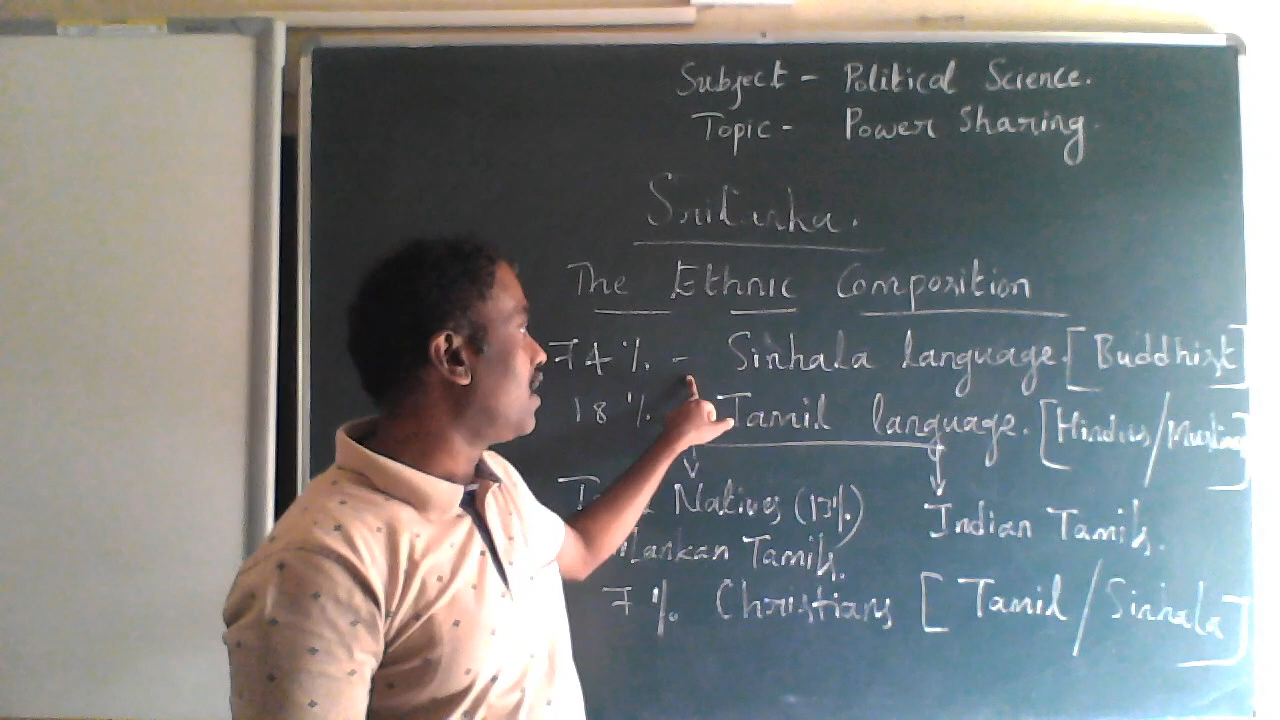 Subject - Political Science.
Topic - Power Sharing.
SriLanka.
The Ethnic Composition
74 % - Sinhala language. [Buddhist]
18 % Tamil language. [Hindus/Muslims]
Natives (13%) Indian Tamils.
Lankan Tamils.
7 % Christians [Tamil/Sinhala]